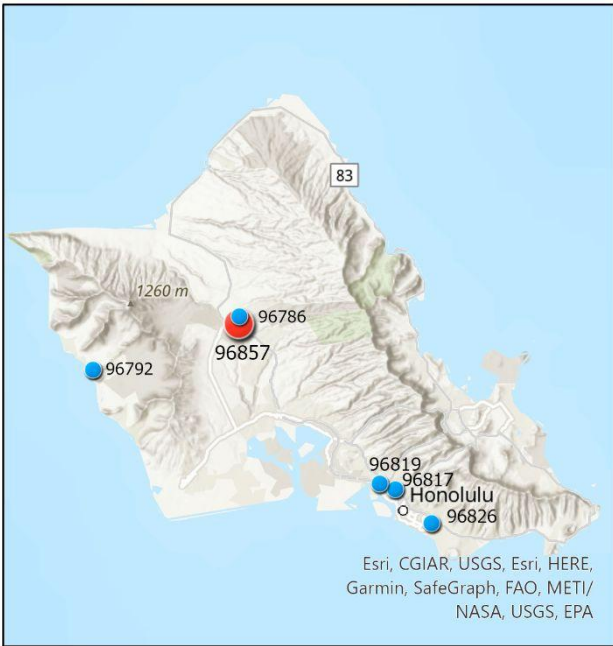 83
1260 m
96786
96857
96792
96819
96817
Honolulu
96826
Esri, CGIAR, USGS, Esri, HERE,
Garmin, SafeGraph, FAO, METI/
NASA, USGS, EPA